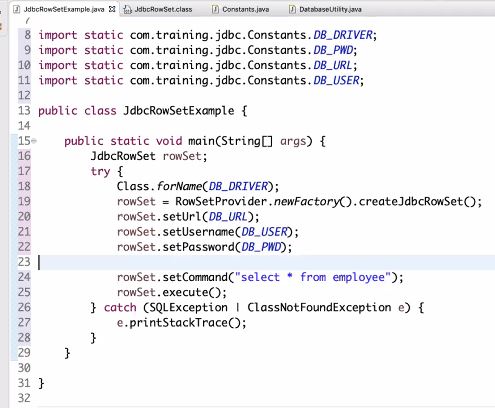 JdbcRowSetExample.java JdbcRowSet.class Constants.java DatabaseUtility.java
7
8 import static com.training.jdbc.Constants.DB_DRIVER;
9 import static com.training.jdbc.Constants.DB_PWD;
10 import static com.training.jdbc.Constants.DB_URL;
11 import static com.training.jdbc.Constants.DB_USER;
12
13 public class JdbcRowSetExample {
14
15 public static void main(String[] args) {
16 JdbcRowSet rowSet;
17 try {
18 Class.forName(DB_DRIVER);
19 rowSet = RowSetProvider.newFactory().createJdbcRowSet();
20 rowSet.setUrl(DB_URL);
21 rowSet.setUsername(DB_USER);
22 rowSet.setPassword(DB_PWD);
23
24 rowSet.setCommand("select * from employee");
25 rowSet.execute();
26 } catch (SQLException | ClassNotFoundException e) {
27 e.printStackTrace();
28 }
29 }
30
31 }
32